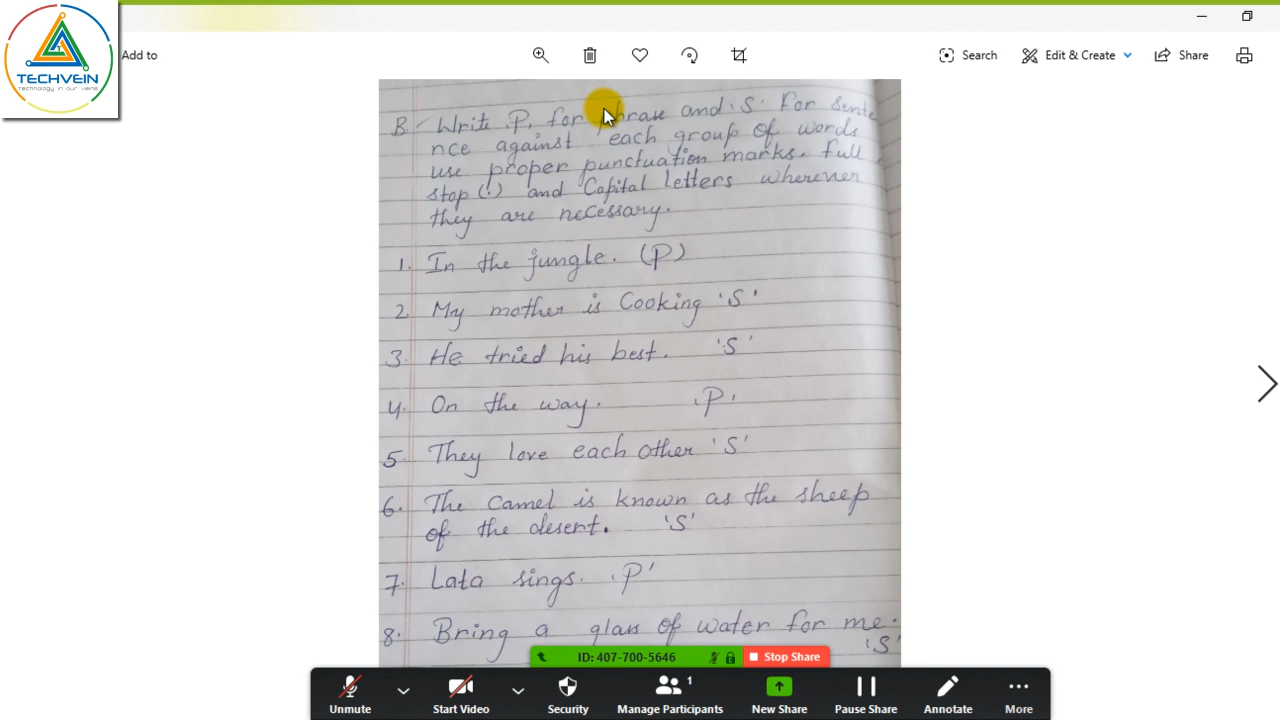 TECHVEIN
Technology in our veins
Add to
Search
Edit & Create
Share
B. Write 'P' for phrase and 'S' For sente
nce against each group of words
use proper punctuation marks. full
stop (.) and Capital letters wherever
they are necessary.
1. In the jungle. (P)
2. My mother is Cooking 'S'
3. He tried his best. 'S'
4. On the way. 'P'
5. They love each other 'S'
6. The camel is known as the sheep
of the desert. 'S'
7. Lata sings. 'P'
8. Bring a glass of water for me.
'S'
ID: 407-700-5646
Stop Share
1
Unmute
Start Video
Security
Manage Participants
New Share
Pause Share
Annotate
More